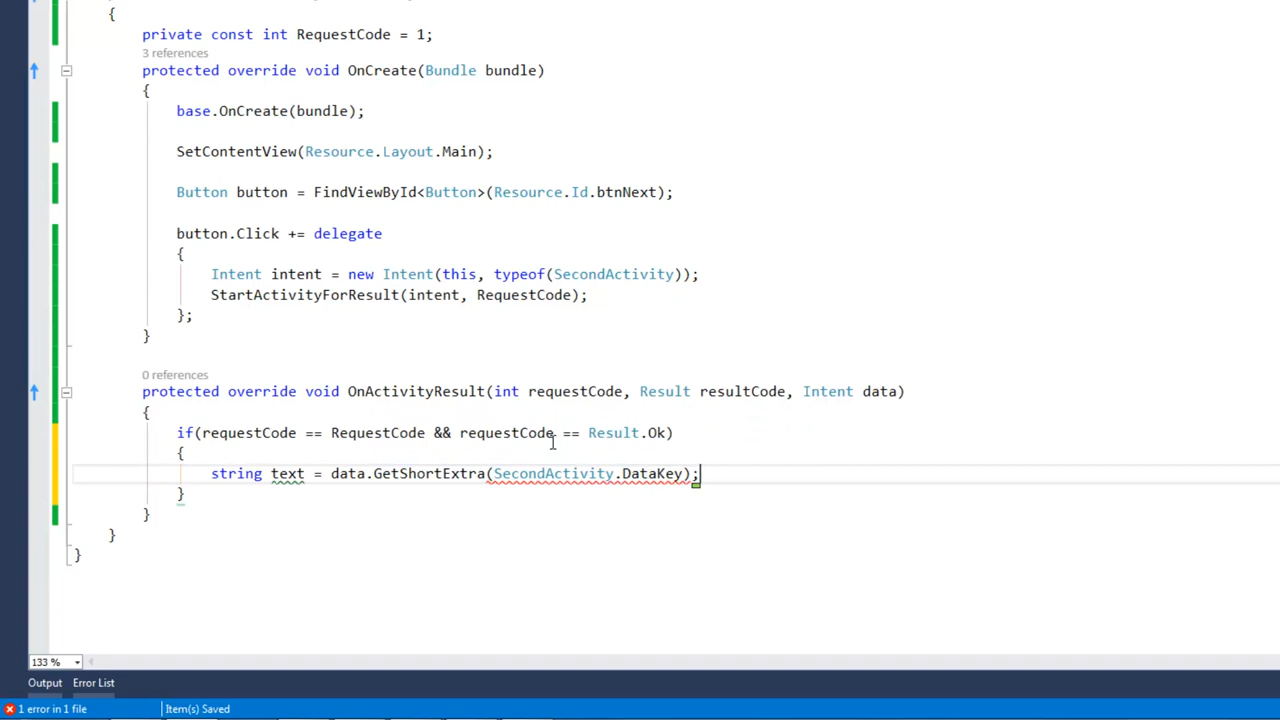 {
private const int RequestCode = 1;
3 references
protected override void OnCreate(Bundle bundle)
{
base.OnCreate(bundle);
SetContentView(Resource.Layout.Main);
Button button = FindViewById<Button>(Resource.Id.btnNext);
button.Click += delegate
{
Intent intent = new Intent(this, typeof(SecondActivity));
StartActivityForResult(intent, RequestCode);
};
}
0 references
protected override void OnActivityResult(int requestCode, Result resultCode, Intent data)
{
if(requestCode == RequestCode && requestCode == Result.Ok)
{
string text = data.GetShortExtra(SecondActivity.DataKey);
}
}
}
}
133 %
Output Error List
1 error in 1 file Item(s) Saved